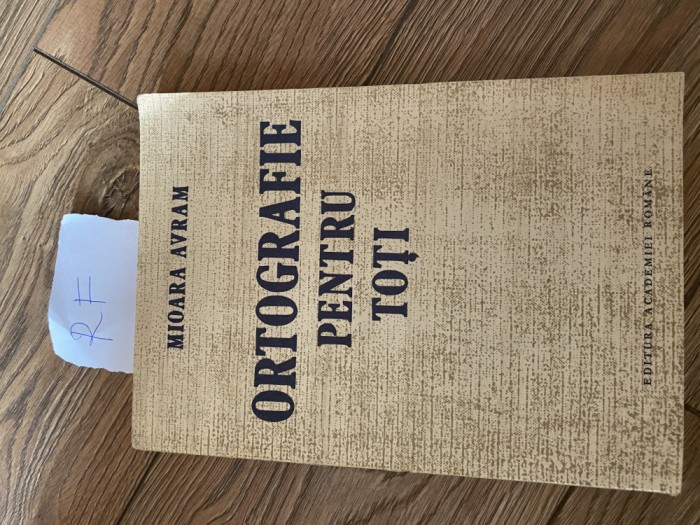 RF
MIOARA AVRAM
ORTOGRAFIE
PENTRU
TOȚI
EDITURA ACADEMIEI ROMÂNE